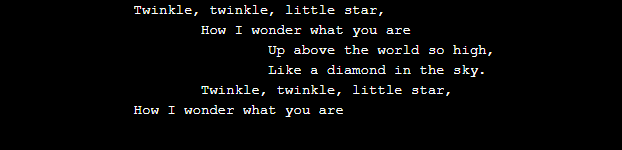 Twinkle, twinkle, little star,
How I wonder what you are
Up above the world so high,
Like a diamond in the sky.
Twinkle, twinkle, little star,
How I wonder what you are